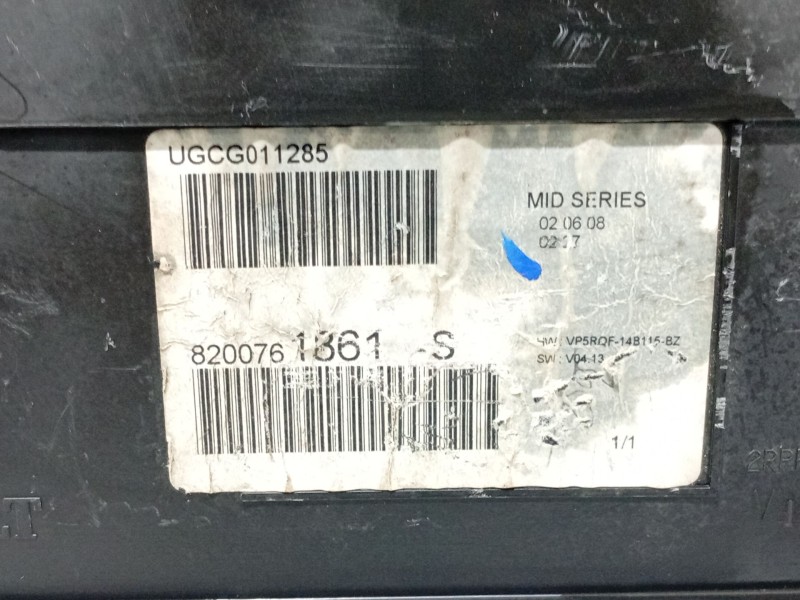 UGCG011285
MID SERIES
02 06 08
HW: VP5RQF-14B115-BZ
SW: V04.13
820076 1861 -S
1/1